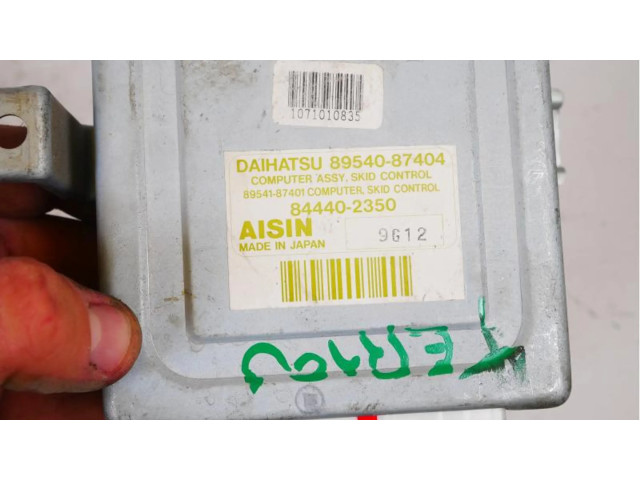 1071010835
DAIHATSU 89540-87404
COMPUTER ASSY. SKID CONTROL
89541-87401 COMPUTER. SKID CONTROL
84440-2350
AISIN
9G12
MADE IN JAPAN
TERIOU